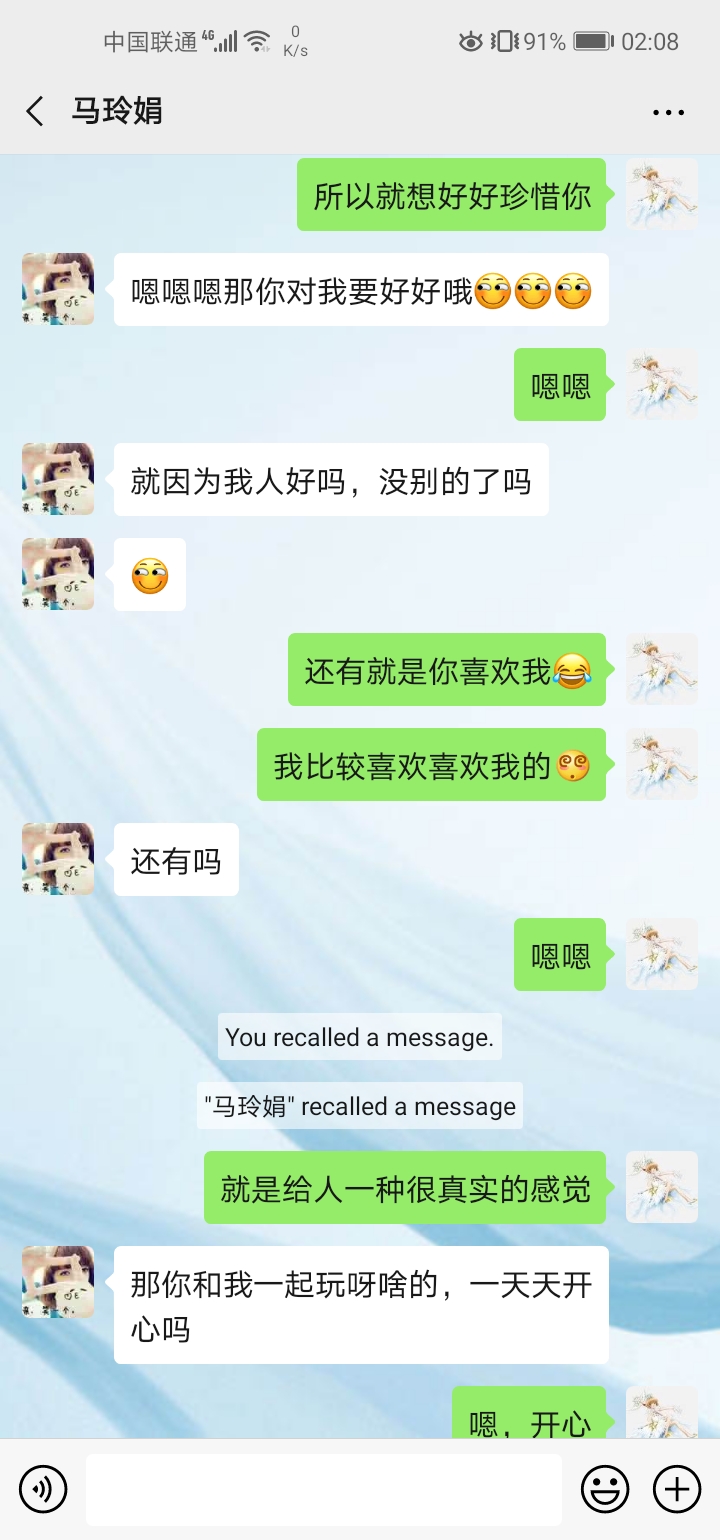 中国联通 4G 0 K/s 91% 02:08
马玲娟
所以就想好好珍惜你
嗯嗯嗯那你对我要好好哦
嗯嗯
就因为我人好吗，没别的了吗
还有就是你喜欢我
我比较喜欢喜欢我的
还有吗
嗯嗯
You recalled a message.
"马玲娟" recalled a message
就是给人一种很真实的感觉
那你和我一起玩呀啥的，一天天开
心吗
嗯，开心